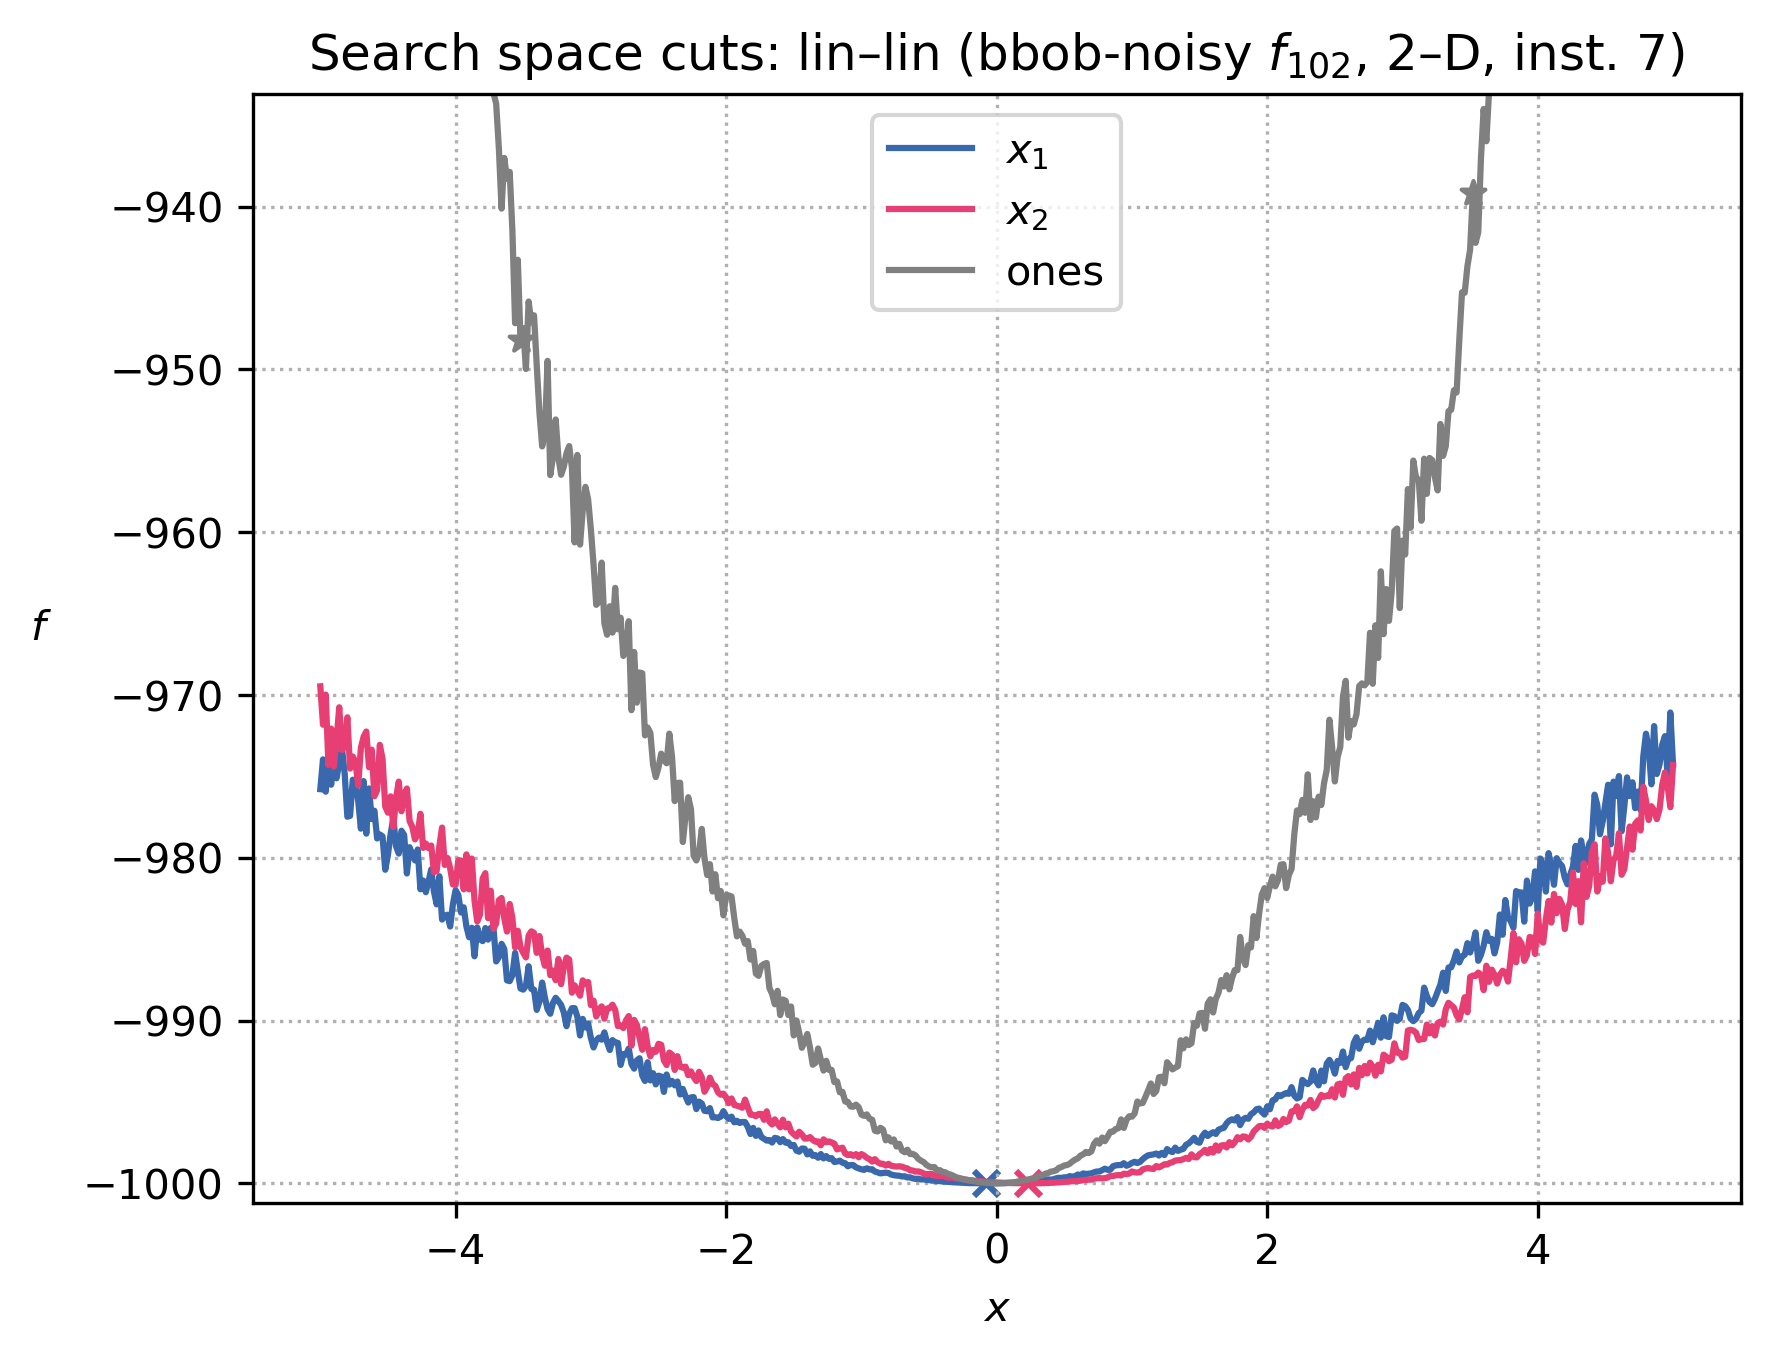 Search space cuts: lin–lin (bbob-noisy f102, 2–D, inst. 7)
x1
x2
ones
−940
−950
−960
f
−970
−980
−990
−1000
−4 −2 0 2 4
x